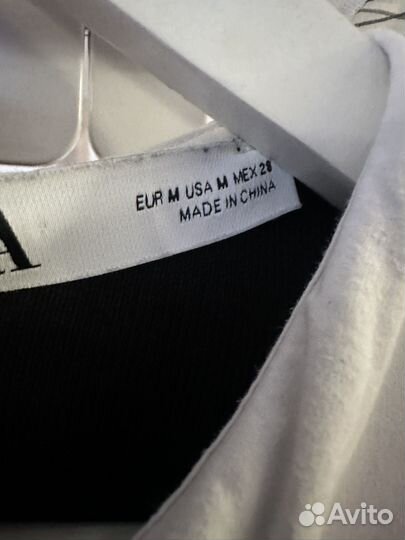 A
EUR M USA M MEX 28
MADE IN CHINA
Avito